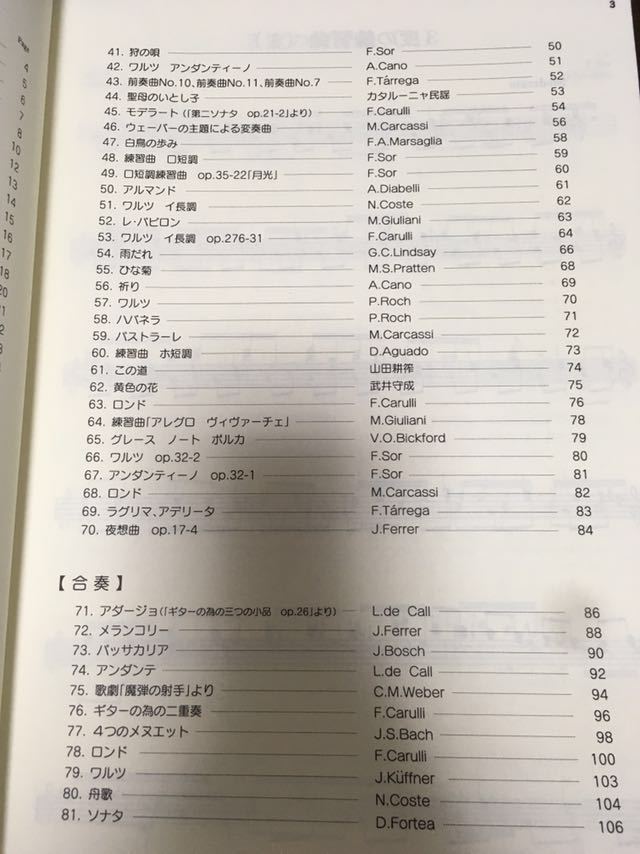 3
41. 狩の唄 F.Sor 50
42. ワルツ アンダンティーノ A.Cano 51
43. 前奏曲No.10、前奏曲No.11、前奏曲No.7 F.Tárrega 52
44. 聖母のいとし子 カタルーニャ民謡 53
45. モデラート(「第二ソナタ op.21-2」より) F.Carulli 54
46. ウェーバーの主題による変奏曲 M.Carcassi 56
47. 白鳥の歩み F.A.Marsaglia 58
48. 練習曲 ロ短調 F.Sor 59
49. ロ短調練習曲 op.35-22「月光」 F.Sor 60
50. アルマンド A.Diabelli 61
51. ワルツ イ長調 N.Coste 62
52. レ・パピロン M.Giuliani 63
53. ワルツ イ長調 op.276-31 F.Carulli 64
54. 雨だれ G.C.Lindsay 66
55. ひな菊 M.S.Pratten 68
56. 祈り A.Cano 69
57. ワルツ P.Roch 70
58. ハバネラ P.Roch 71
59. パストラーレ M.Carcassi 72
60. 練習曲 ホ短調 D.Aguado 73
61. この道 山田耕筰 74
62. 黄色の花 武井守成 75
63. ロンド F.Carulli 76
64. 練習曲「アレグロ ヴィヴァーチェ」 M.Giuliani 78
65. グレース ノート ポルカ V.O.Bickford 79
66. ワルツ op.32-2 F.Sor 80
67. アンダンティーノ op.32-1 F.Sor 81
68. ロンド M.Carcassi 82
69. ラグリマ、アデリータ F.Tárrega 83
70. 夜想曲 op.17-4 J.Ferrer 84
【合奏】
71. アダージョ(「ギターの為の三つの小品 op.26」より) L.de Call 86
72. メランコリー J.Ferrer 88
73. パッサカリア J.Bosch 90
74. アンダンテ L.de Call 92
75. 歌劇「魔弾の射手」より C.M.Weber 94
76. ギターの為の二重奏 F.Carulli 96
77. 4つのメヌエット J.S.Bach 98
78. ロンド F.Carulli 100
79. ワルツ J.Küffner 103
80. 舟歌 N.Coste 104
81. ソナタ D.Fortea 106
Page
4
5
6
7
8
10
12
13
14
15
16
17
18
20
21
22